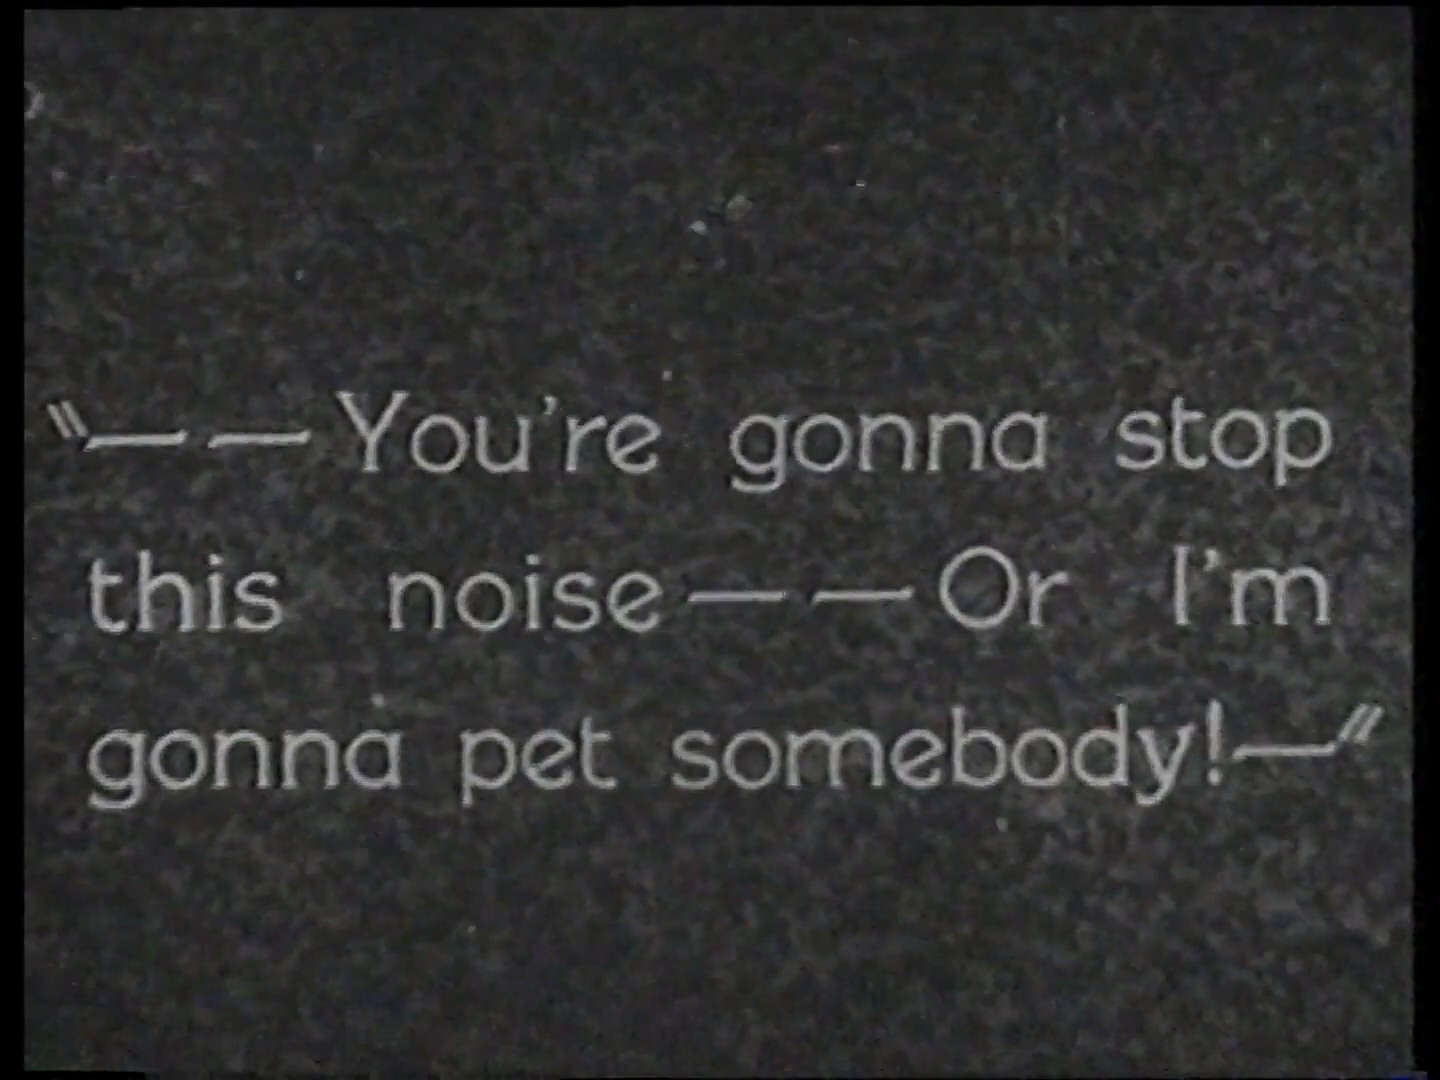 "— —You're gonna stop
this noise— —Or I'm
gonna pet somebody!—"